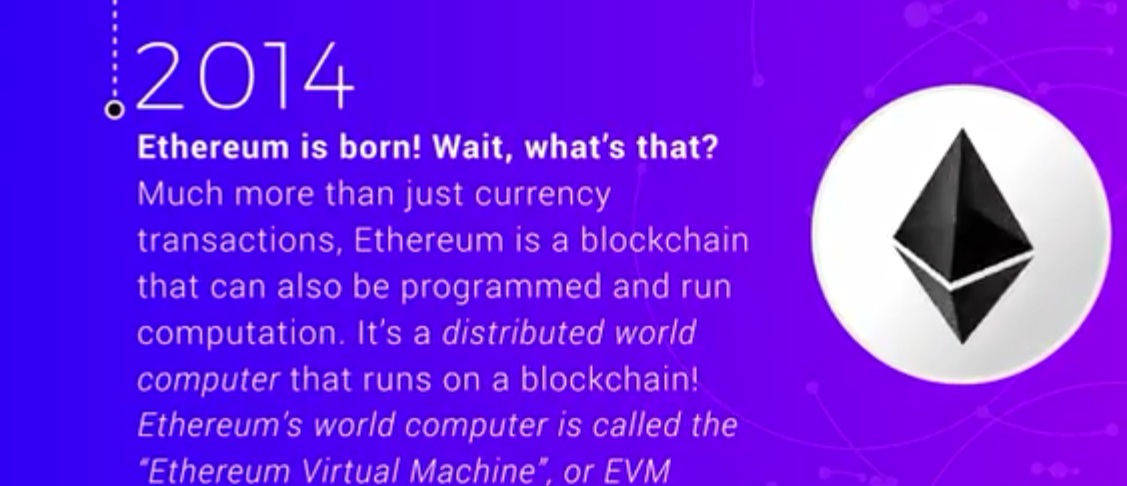 2014
Ethereum is born! Wait, what's that?
Much more than just currency
transactions, Ethereum is a blockchain
that can also be programmed and run
computation. It's a distributed world
computer that runs on a blockchain!
Ethereum's world computer is called the
“Ethereum Virtual Machine”, or EVM